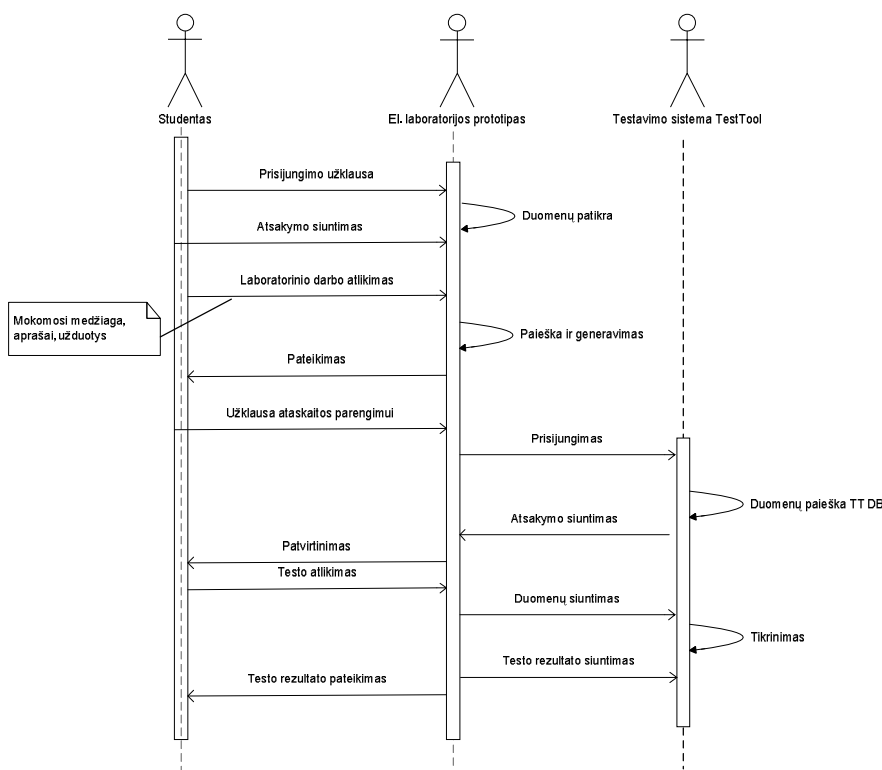 Studentas
El. laboratorijos prototipas
Testavimo sistema TestTool
Prisijungimo užklausa
Duomenų patikra
Atsakymo siuntimas
Laboratorinio darbo atlikimas
Mokomosi medžiaga,
aprašai, užduotys
Paieška ir generavimas
Pateikimas
Užklausa ataskaitos parengimui
Prisijungimas
Duomenų paieška TT DB
Atsakymo siuntimas
Patvirtinimas
Testo atlikimas
Duomenų siuntimas
Tikrinimas
Testo rezultato siuntimas
Testo rezultato pateikimas